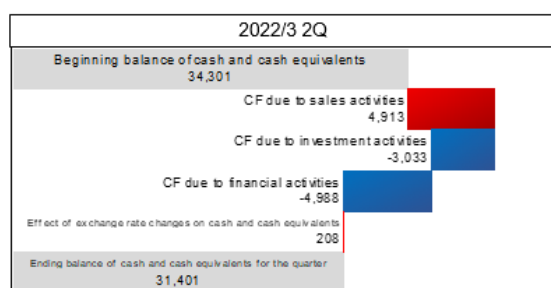 2022/3 2Q
Beginning balance of cash and cash equivalents
34,301
CF due to sales activities
4,913
CF due to investment activities
-3,033
CF due to financial activities
-4,988
Effect of exchange rate changes on cash and cash equivalents
208
Ending balance of cash and cash equivalents for the quarter
31,401